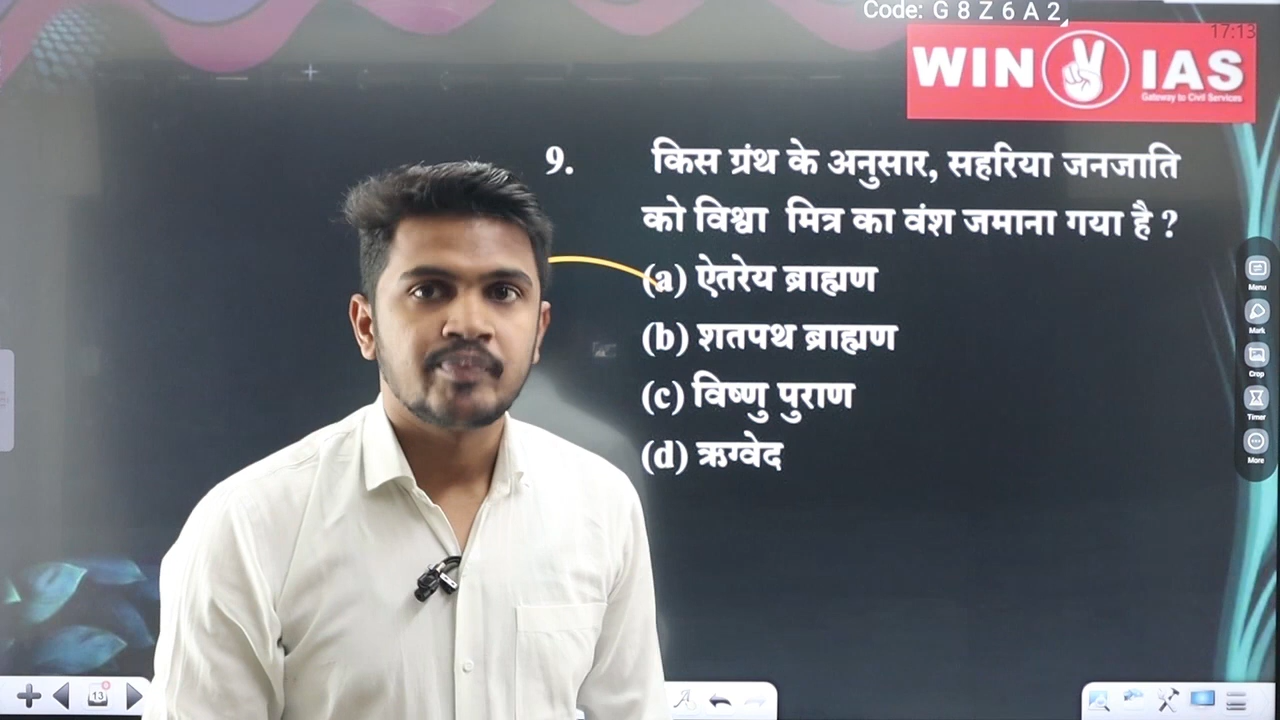 Code: G 8 Z 6 A 2
17:13
WIN IAS
Gateway to Civil Services
9. किस ग्रंथ के अनुसार, सहरिया जनजाति
को विश्वा मित्र का वंश जमाना गया है ?
(a) ऐतरेय ब्राह्मण
(b) शतपथ ब्राह्मण
(c) विष्णु पुराण
(d) ऋग्वेद
Menu
Mark
Crop
Timer
More
13